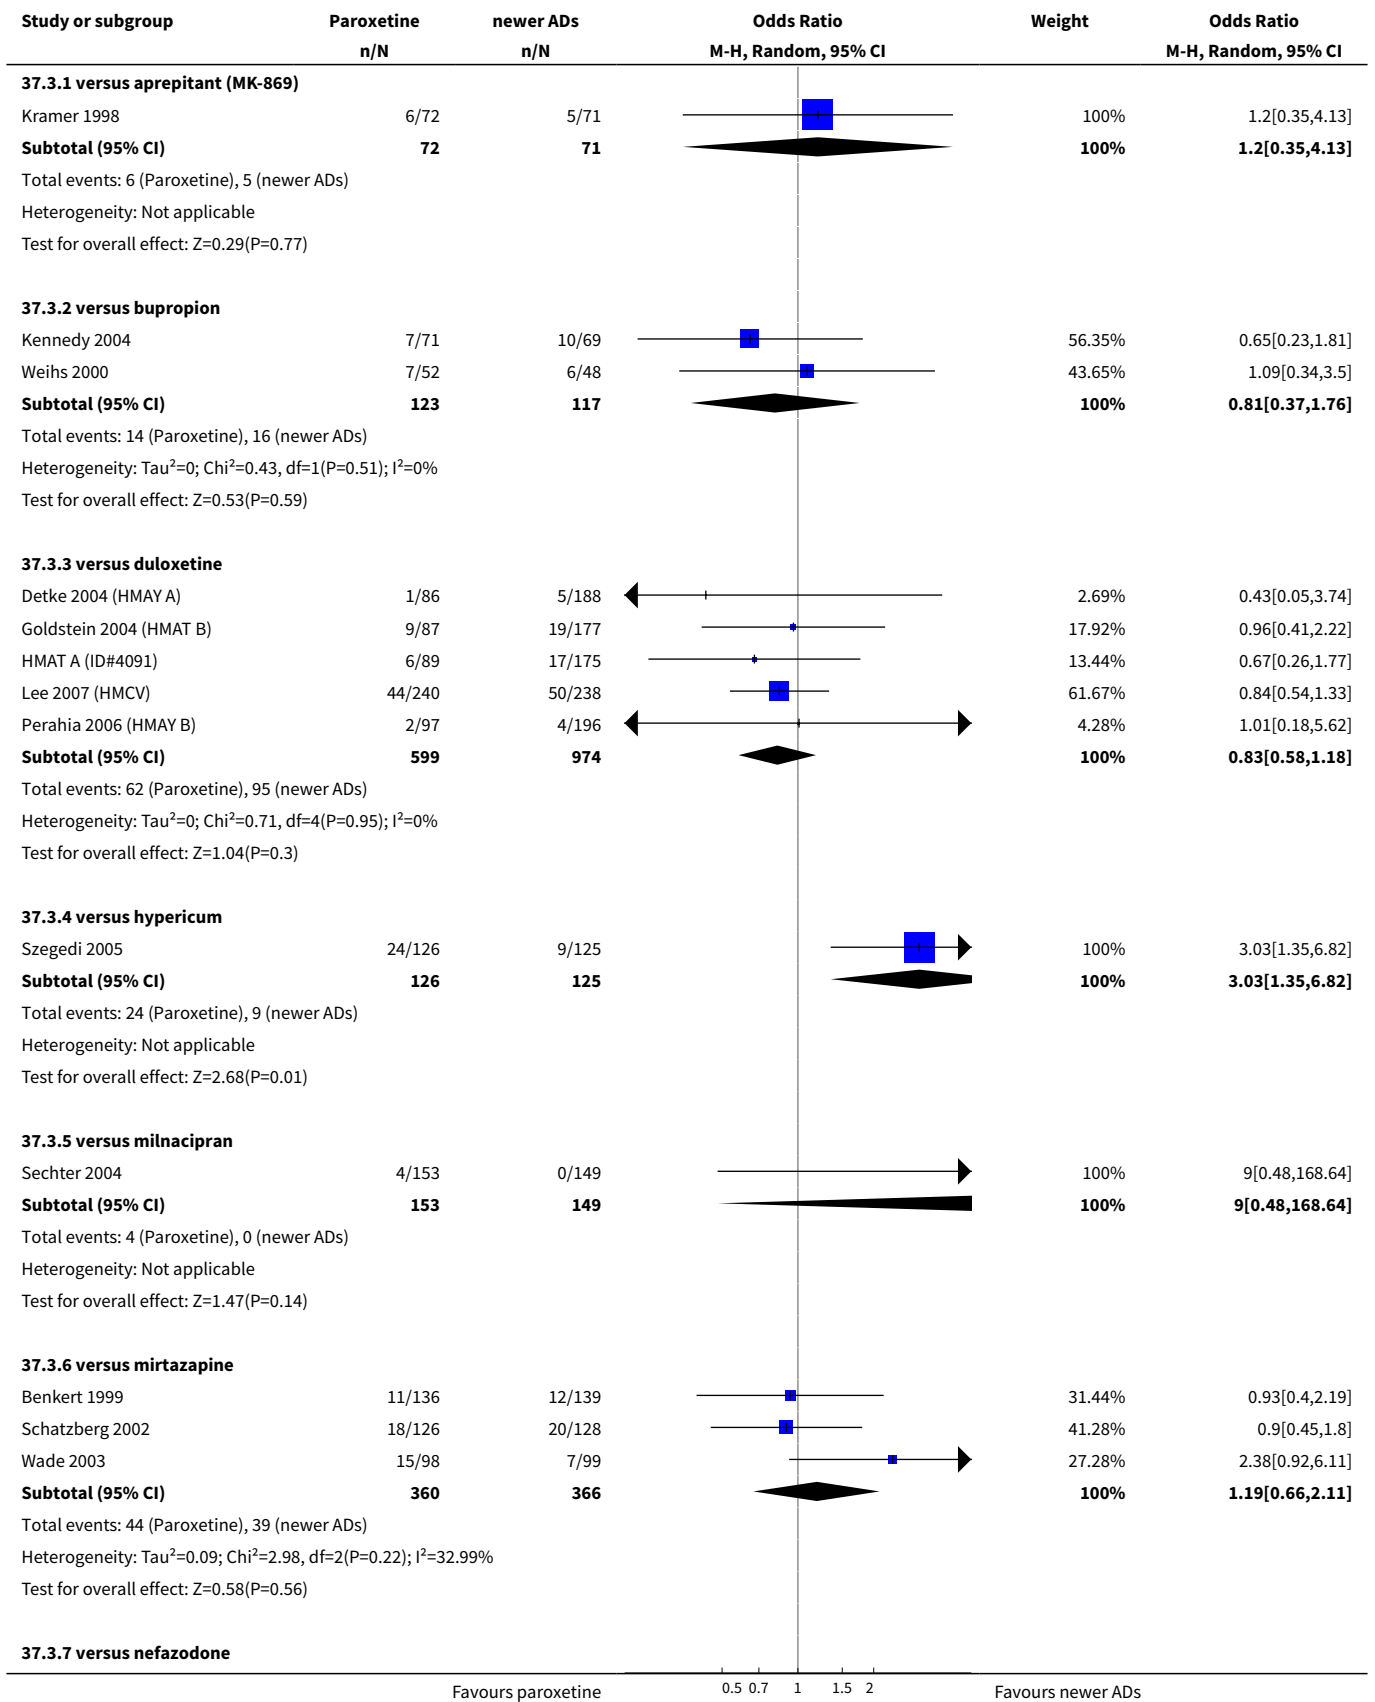 Study or subgroup Paroxetine newer ADs Odds Ratio Weight Odds Ratio
n/N n/N M-H, Random, 95% CI M-H, Random, 95% CI
37.3.1 versus aprepitant (MK-869)
Kramer 1998 6/72 5/71 100% 1.2[0.35,4.13]
Subtotal (95% CI) 72 71 100% 1.2[0.35,4.13]
Total events: 6 (Paroxetine), 5 (newer ADs)
Heterogeneity: Not applicable
Test for overall effect: Z=0.29(P=0.77)
37.3.2 versus bupropion
Kennedy 2004 7/71 10/69 56.35% 0.65[0.23,1.81]
Weihs 2000 7/52 6/48 43.65% 1.09[0.34,3.5]
Subtotal (95% CI) 123 117 100% 0.81[0.37,1.76]
Total events: 14 (Paroxetine), 16 (newer ADs)
Heterogeneity: Tau²=0; Chi²=0.43, df=1(P=0.51); I²=0%
Test for overall effect: Z=0.53(P=0.59)
37.3.3 versus duloxetine
Detke 2004 (HMAY A) 1/86 5/188 2.69% 0.43[0.05,3.74]
Goldstein 2004 (HMAT B) 9/87 19/177 17.92% 0.96[0.41,2.22]
HMAT A (ID#4091) 6/89 17/175 13.44% 0.67[0.26,1.77]
Lee 2007 (HMCV) 44/240 50/238 61.67% 0.84[0.54,1.33]
Perahia 2006 (HMAY B) 2/97 4/196 4.28% 1.01[0.18,5.62]
Subtotal (95% CI) 599 974 100% 0.83[0.58,1.18]
Total events: 62 (Paroxetine), 95 (newer ADs)
Heterogeneity: Tau²=0; Chi²=0.71, df=4(P=0.95); I²=0%
Test for overall effect: Z=1.04(P=0.3)
37.3.4 versus hypericum
Szegedi 2005 24/126 9/125 100% 3.03[1.35,6.82]
Subtotal (95% CI) 126 125 100% 3.03[1.35,6.82]
Total events: 24 (Paroxetine), 9 (newer ADs)
Heterogeneity: Not applicable
Test for overall effect: Z=2.68(P=0.01)
37.3.5 versus milnacipran
Sechter 2004 4/153 0/149 100% 9[0.48,168.64]
Subtotal (95% CI) 153 149 100% 9[0.48,168.64]
Total events: 4 (Paroxetine), 0 (newer ADs)
Heterogeneity: Not applicable
Test for overall effect: Z=1.47(P=0.14)
37.3.6 versus mirtazapine
Benkert 1999 11/136 12/139 31.44% 0.93[0.4,2.19]
Schatzberg 2002 18/126 20/128 41.28% 0.9[0.45,1.8]
Wade 2003 15/98 7/99 27.28% 2.38[0.92,6.11]
Subtotal (95% CI) 360 366 100% 1.19[0.66,2.11]
Total events: 44 (Paroxetine), 39 (newer ADs)
Heterogeneity: Tau²=0.09; Chi²=2.98, df=2(P=0.22); I²=32.99%
Test for overall effect: Z=0.58(P=0.56)
37.3.7 versus nefazodone
Favours paroxetine 0.5 0.7 1 1.5 2 Favours newer ADs